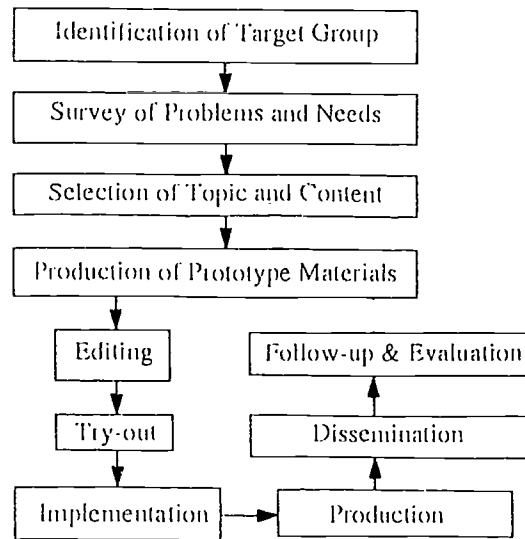 Identification of Target Group
Survey of Problems and Needs
Selection of Topic and Content
Production of Prototype Materials
Editing
Try-out
Implementation
Production
Dissemination
Follow-up & Evaluation